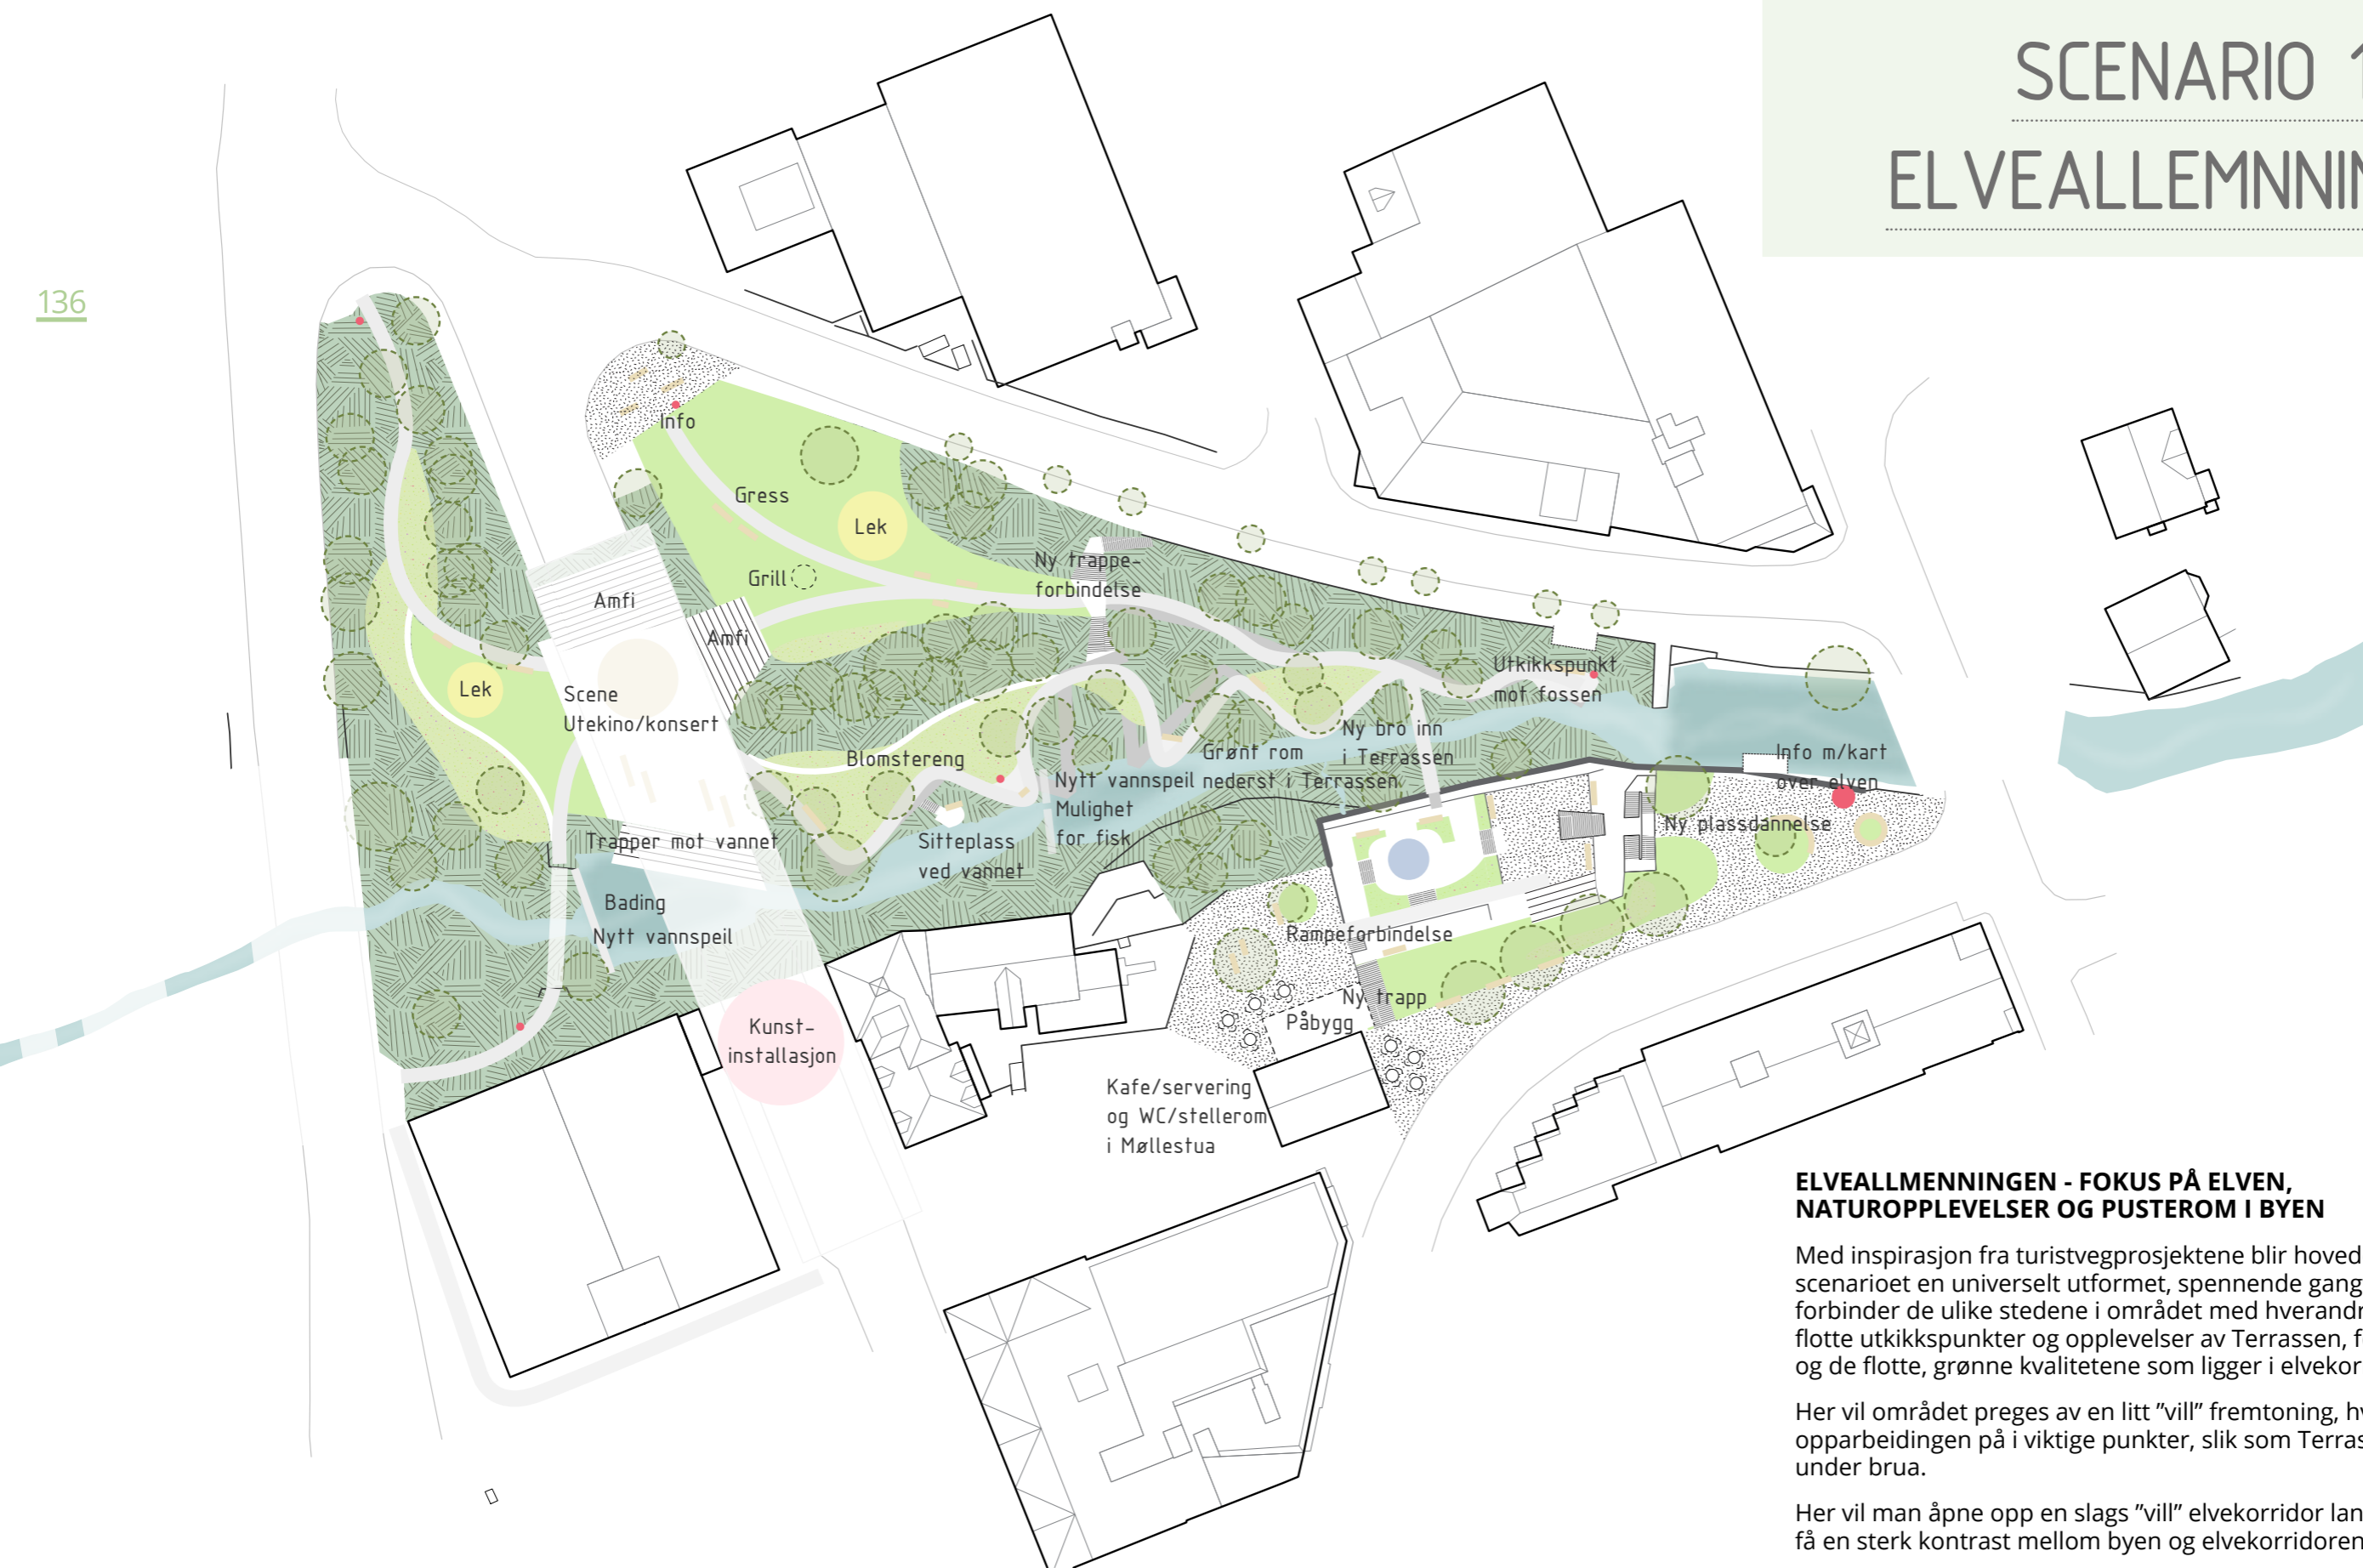 SCENARIO 1
ELVEALLEMNNIN
136
Info
Gress
Lek
Grill
Ny trappe-
forbindelse
Amfi
Amfi
Lek
Scene
Utekino/konsert
Utkikkspunkt
mot fossen
Blomstereng
Grønt rom
nederst i Terrassen
Ny bro inn
i Terrassen
Info m/kart
over elven
Nytt vannspeil
Mulighet
for fisk
Trapper mot vannet
Sitteplass
ved vannet
Ny plassdannelse
Bading
Nytt vannspeil
Rampeforbindelse
Ny trapp
Påbygg
Kunst-
installasjon
Kafe/servering
og WC/stellerom
i Møllestua
ELVEALLMENNINGEN - FOKUS PÅ ELVEN,
NATUROPPLEVELSER OG PUSTEROM I BYEN
Med inspirasjon fra turistvegprosjektene blir hoved
scenarioet en universelt utformet, spennende gang
forbinder de ulike stedene i området med hverandr
flotte utkikkspunkter og opplevelser av Terrassen, f
og de flotte, grønne kvalitetene som ligger i elvekor
Her vil området preges av en litt ”vill” fremtoning, hv
opparbeidingen på i viktige punkter, slik som Terras
under brua.
Her vil man åpne opp en slags ”vill” elvekorridor lan
få en sterk kontrast mellom byen og elvekorridoren